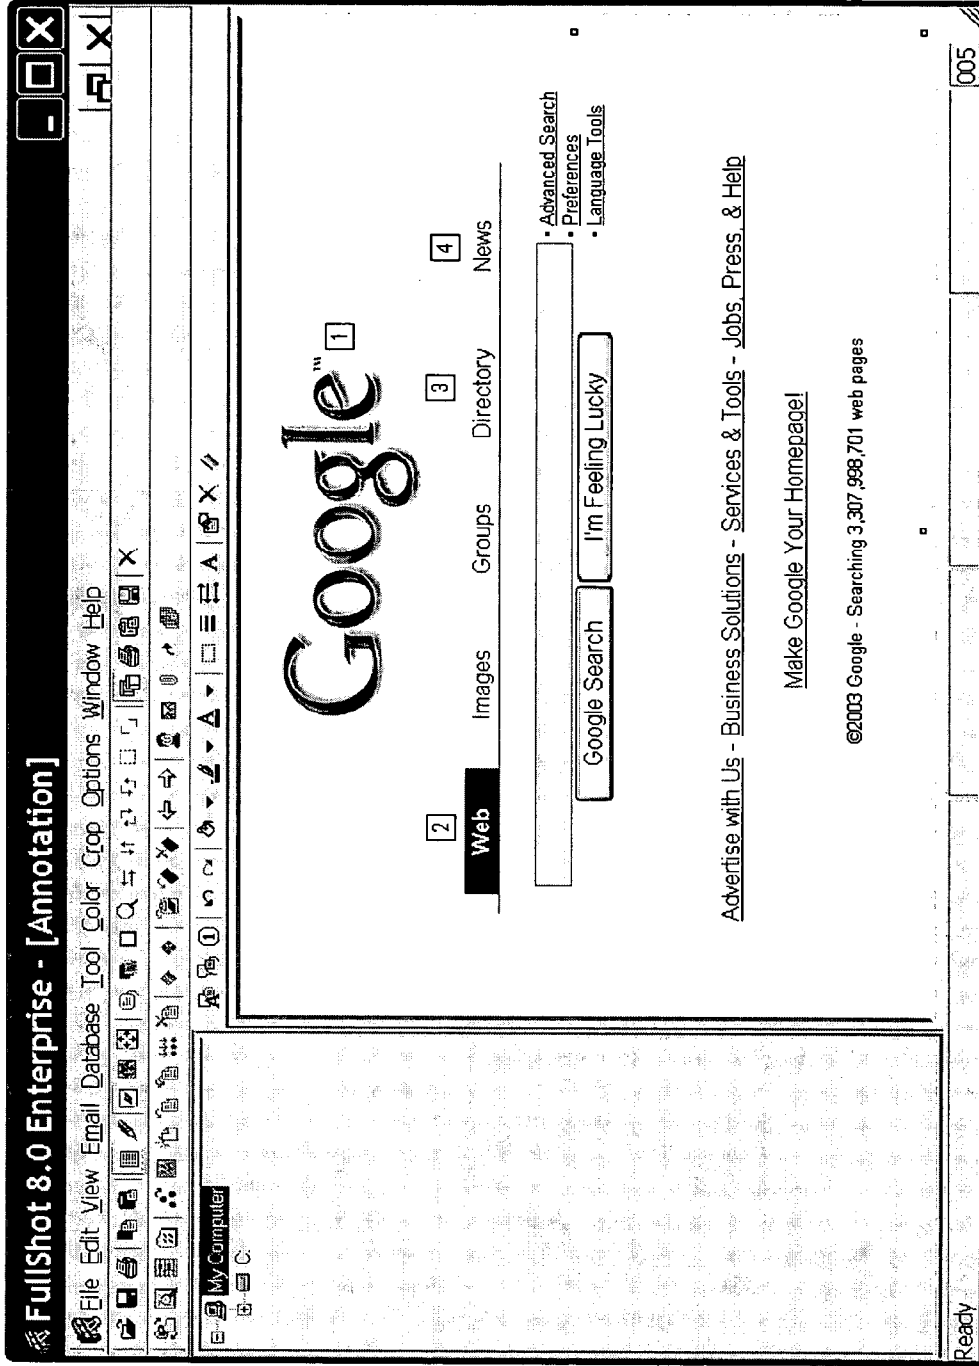 FullShot 8.0 Enterprise - [Annotation]
File Edit View Email Database Tool Color Crop Options Window Help
My Computer
C:
Google™ 1
2 3 4
Web Images Groups Directory News
• Advanced Search
• Preferences
• Language Tools
Google Search I'm Feeling Lucky
Advertise with Us - Business Solutions - Services & Tools - Jobs, Press, & Help
Make Google Your Homepage!
©2003 Google - Searching 3,307,998,701 web pages
Ready 005